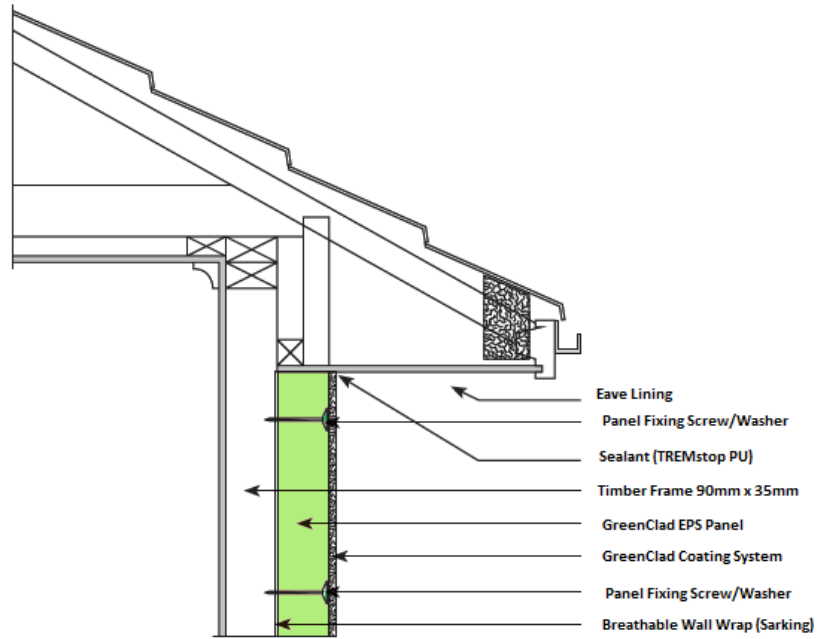 Eave Lining
Panel Fixing Screw/Washer
Sealant (TREMstop PU)
Timber Frame 90mm x 35mm
GreenClad EPS Panel
GreenClad Coating System
Panel Fixing Screw/Washer
Breathable Wall Wrap (Sarking)